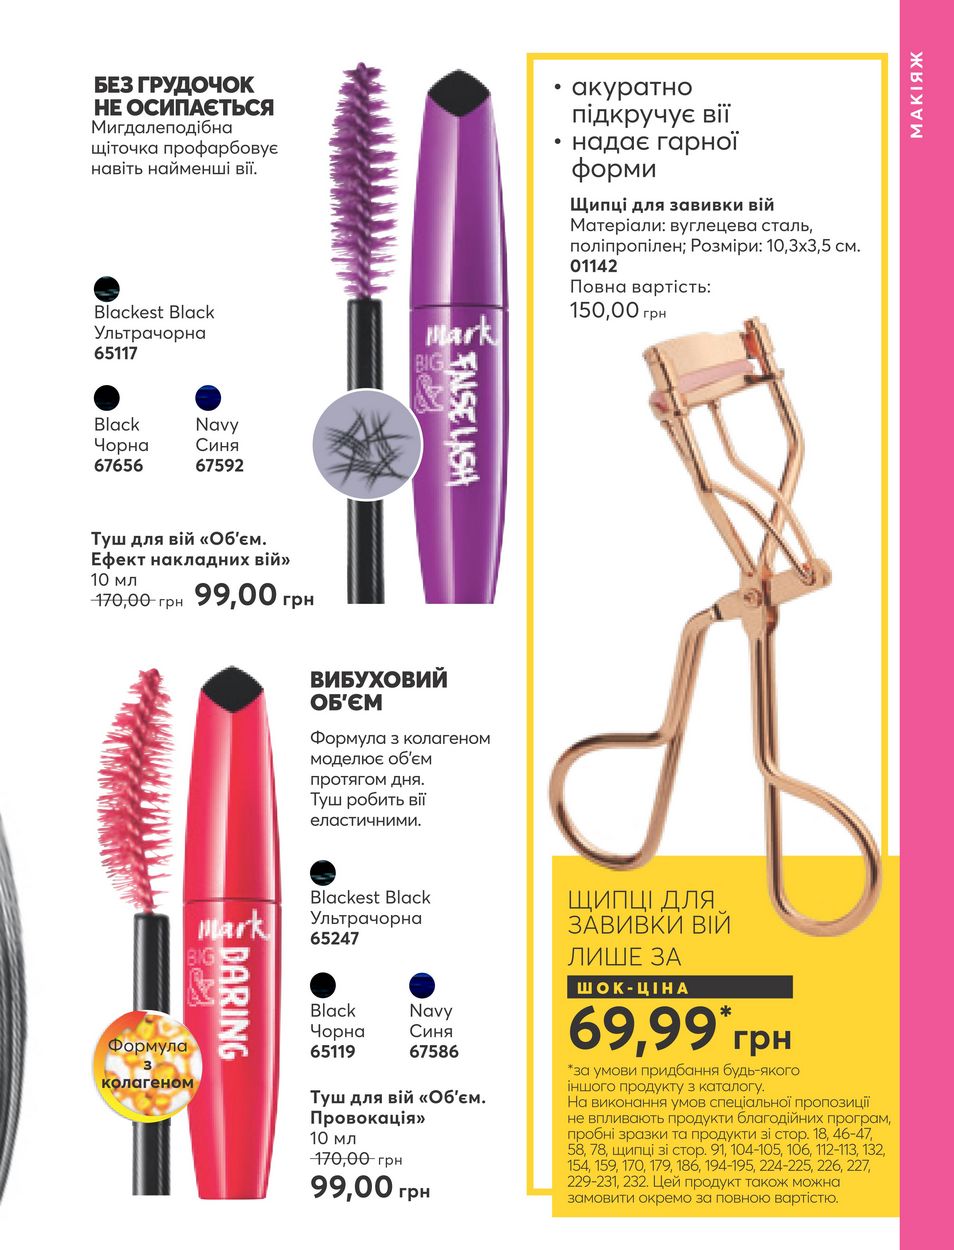 МАКІЯЖ
БЕЗ ГРУДОЧОК
НЕ ОСИПАЄТЬСЯ
Мигдалеподібна
щіточка профарбовує
навіть найменші вії.
Blackest Black
Ультрачорна
65117
Black
Чорна
67656
Navy
Синя
67592
Туш для вій «Об’єм.
Ефект накладних вій»
10 мл
170,00 грн 99,00 грн
mark.
BIG
&
INSE LASH
• акуратно
підкручує вії
• надає гарної
форми
Щипці для завивки вій
Матеріали: вуглецева сталь,
поліпропілен; Розміри: 10,3х3,5 см.
01142
Повна вартість:
150,00 грн
ВИБУХОВИЙ
ОБ’ЄМ
Формула з колагеном
моделює об’єм
протягом дня.
Туш робить вії
еластичними.
Blackest Black
Ультрачорна
65247
Black
Чорна
65119
Navy
Синя
67586
Туш для вій «Об’єм.
Провокація»
10 мл
170,00 грн
99,00 грн
mark.
BIG
&
DARING
Формула
з
колагеном
ЩИПЦІ ДЛЯ
ЗАВИВКИ ВІЙ
ЛИШЕ ЗА
ШОК-ЦІНА
69,99* грн
*за умови придбання будь-якого
іншого продукту з каталогу.
На виконання умов спеціальної пропозиції
не впливають продукти благодійних програм,
пробні зразки та продукти зі стор. 18, 46-47,
58, 78, щипці зі стор. 91, 104-105, 106, 112-113, 132,
154, 159, 170, 179, 186, 194-195, 224-225, 226, 227,
229-231, 232. Цей продукт також можна
замовити окремо за повною вартістю.